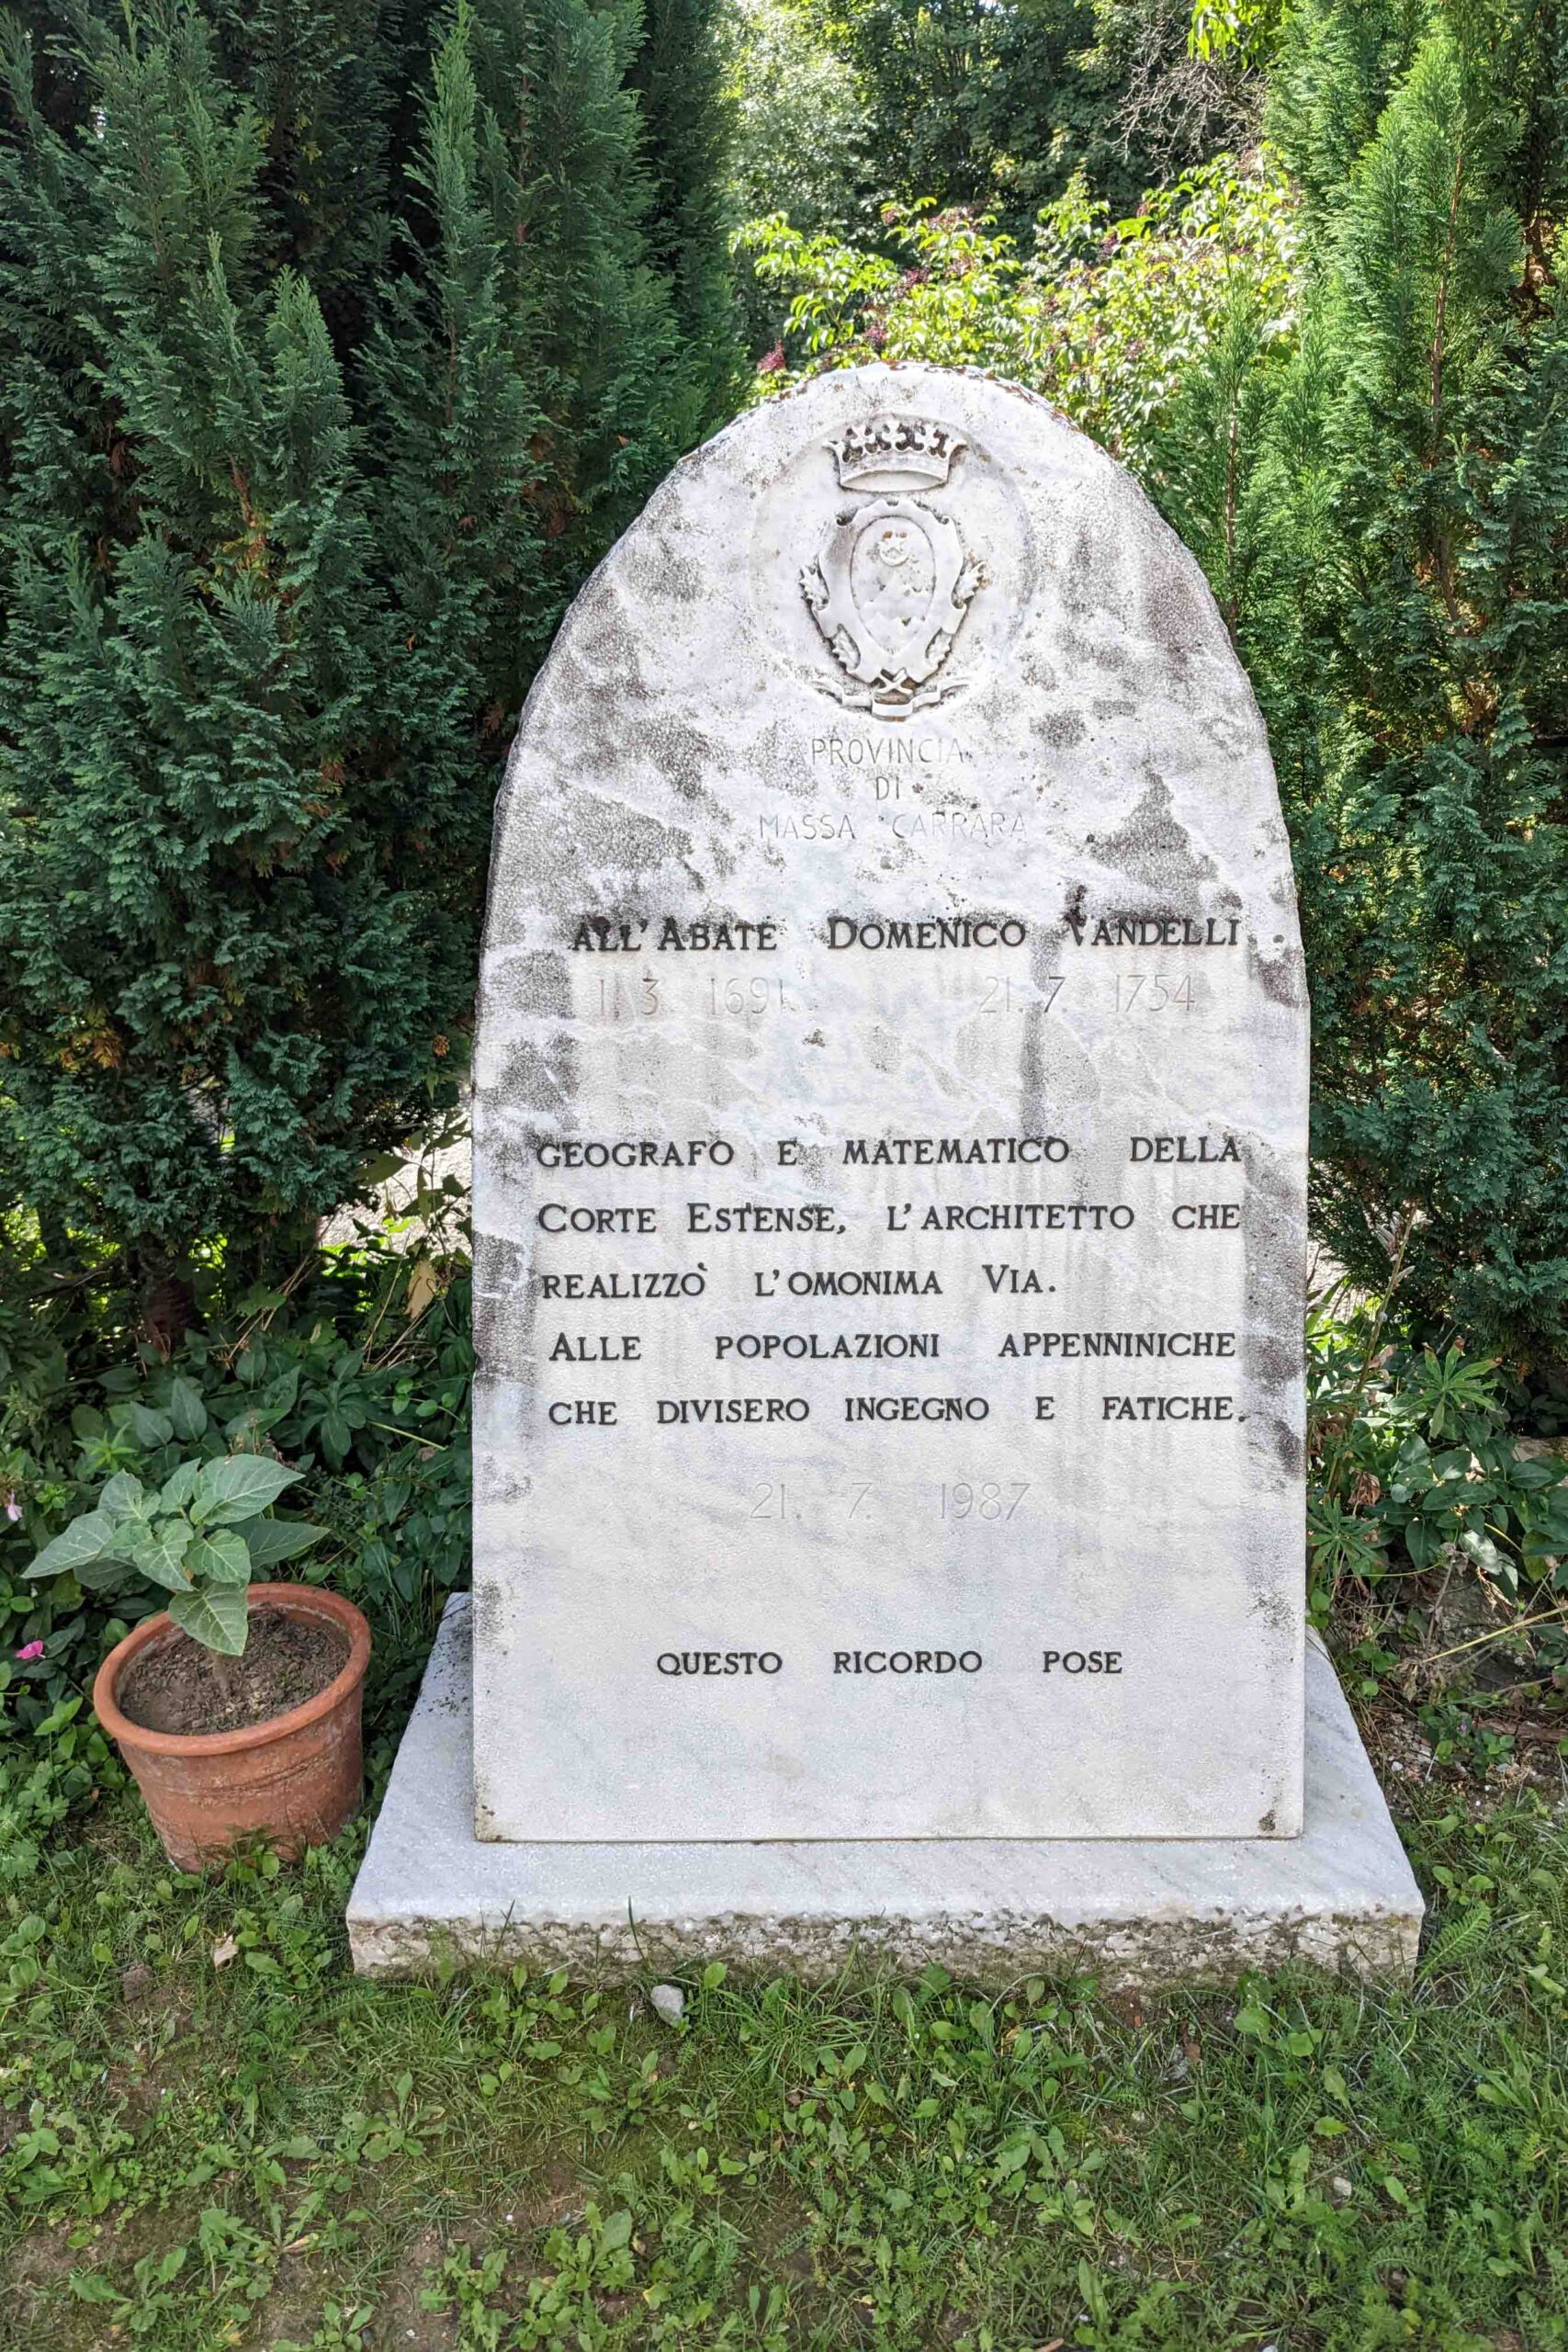 PROVINCIA
DI
MASSA CARRARA
ALL'ABATE DOMENICO VANDELLI
1.3 1691 21.7. 1754
GEOGRAFO E MATEMATICO DELLA
CORTE ESTENSE, L'ARCHITETTO CHE
REALIZZÒ L'OMONIMA VIA.
ALLE POPOLAZIONI APPENNINICHE
CHE DIVISERO INGEGNO E FATICHE.
21. 7. 1987
QUESTO RICORDO POSE